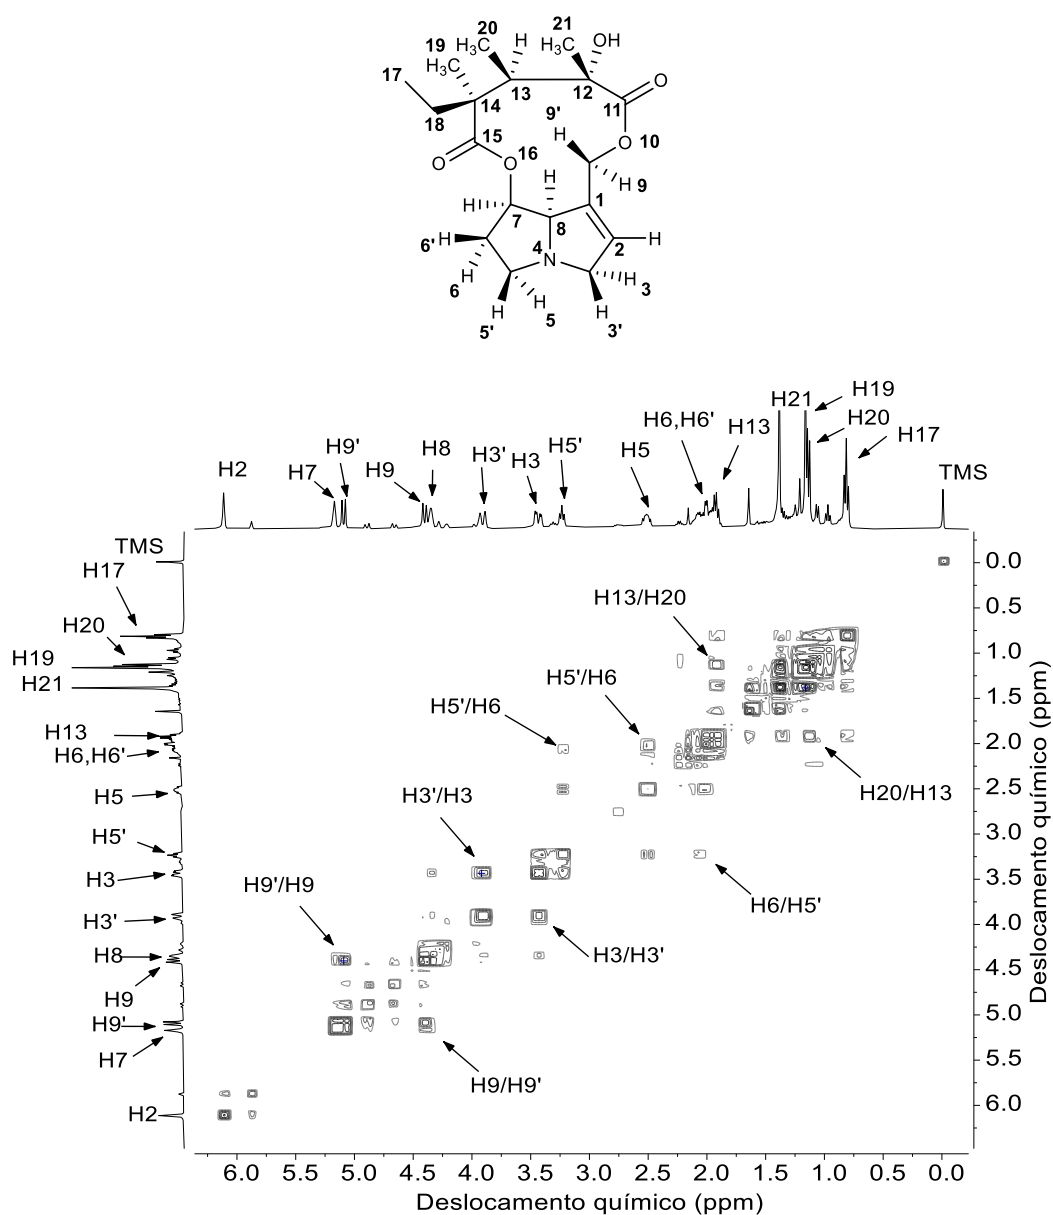 20 H 21
19 H₃C H₃C OH
17 H₃C O
14 13 12
18 9' 11
15 16 H O 10
O O H H 9
H 7 8 1
6' H 4 2 H
H N H 3
6 H H H
5' 5 3'
H21 H19
H6,H6' H13 H20
H2 H7 H9' H9 H8 H3' H3 H5' H5 H17
TMS
TMS
H17
H20
H19
H21
H13
H6,H6'
H5
H5'
H3
H3'
H8
H9
H9'
H7
H2
H13/H20
H5'/H6
H5'/H6
H20/H13
H3'/H3
H9'/H9
H6/H5'
H3/H3'
H9/H9'
0.0
0.5
1.0
1.5
2.0
2.5
3.0
3.5
4.0
4.5
5.0
5.5
6.0
Deslocamento químico (ppm)
6.0 5.5 5.0 4.5 4.0 3.5 3.0 2.5 2.0 1.5 1.0 0.5 0.0
Deslocamento químico (ppm)